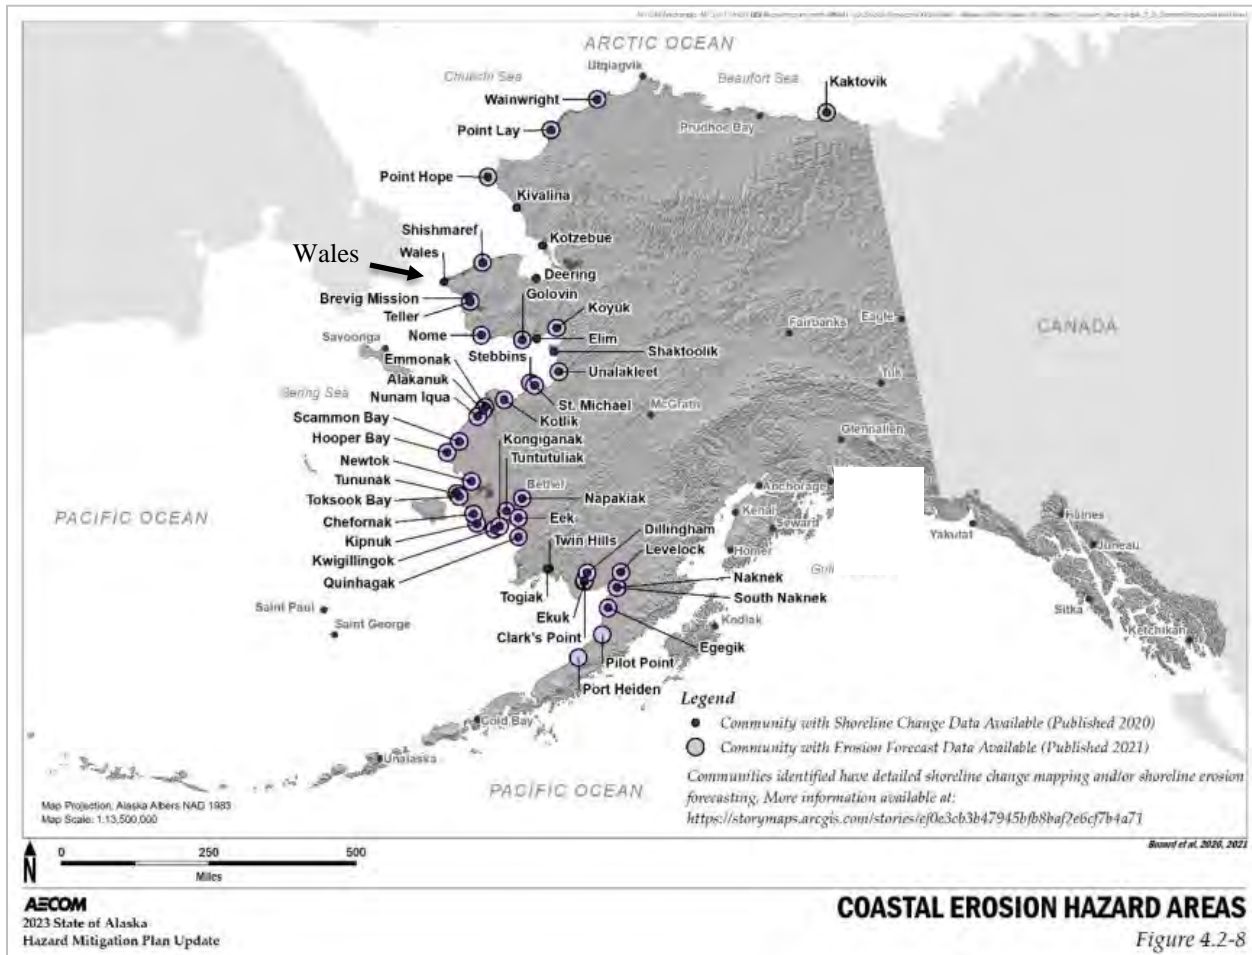 ARCTIC OCEAN
Chukchi Sea
Utqiagvik
Beaufort Sea
Kaktovik
Wainwright
Prudhoe Bay
Point Lay
Point Hope
Kivalina
Shishmaref
Kotzebue
Wales
Wales
Deering
Golovin
Brevig Mission
Koyuk
Teller
Fairbanks
Eagle
CANADA
Nome
Elim
Savoonga
Stebbins
Shaktoolik
Emmonak
Unalakleet
Alakanuk
Tok
Bering Sea
Nunam Iqua
St. Michael
McGrath
Scammon Bay
Kotlik
Glennallen
Hooper Bay
Kongiganak
Newtok
Tuntutuliak
Tununak
Bethel
Anchorage
Toksook Bay
Napakiak
PACIFIC OCEAN
Chefornak
Eek
Kenai
Seward
Haines
Kipnuk
Twin Hills
Dillingham
Yakutat
Juneau
Kwigillingok
Levelock
Homer
Quinhagak
Gul
Naknek
Togiak
South Naknek
Saint Paul
Ekuk
Kodiak
Sitka
Saint George
Clark's Point
Egegik
Ketchikan
Pilot Point
Port Heiden
Cold Bay
Unalaska
PACIFIC OCEAN
Legend
Community with Shoreline Change Data Available (Published 2020)
Community with Erosion Forecast Data Available (Published 2021)
Communities identified have detailed shoreline change mapping and/or shoreline erosion
forecasting. More information available at:
https://storymaps.arcgis.com/stories/ef0e3cb3b47945bfb8baf2e6cf7b4a71
Map Projection: Alaska Albers NAD 1983
Map Scale: 1:13,500,000
Buzard et al, 2020, 2021
N
0 250 500
Miles
AECOM
2023 State of Alaska
Hazard Mitigation Plan Update
COASTAL EROSION HAZARD AREAS
Figure 4.2-8